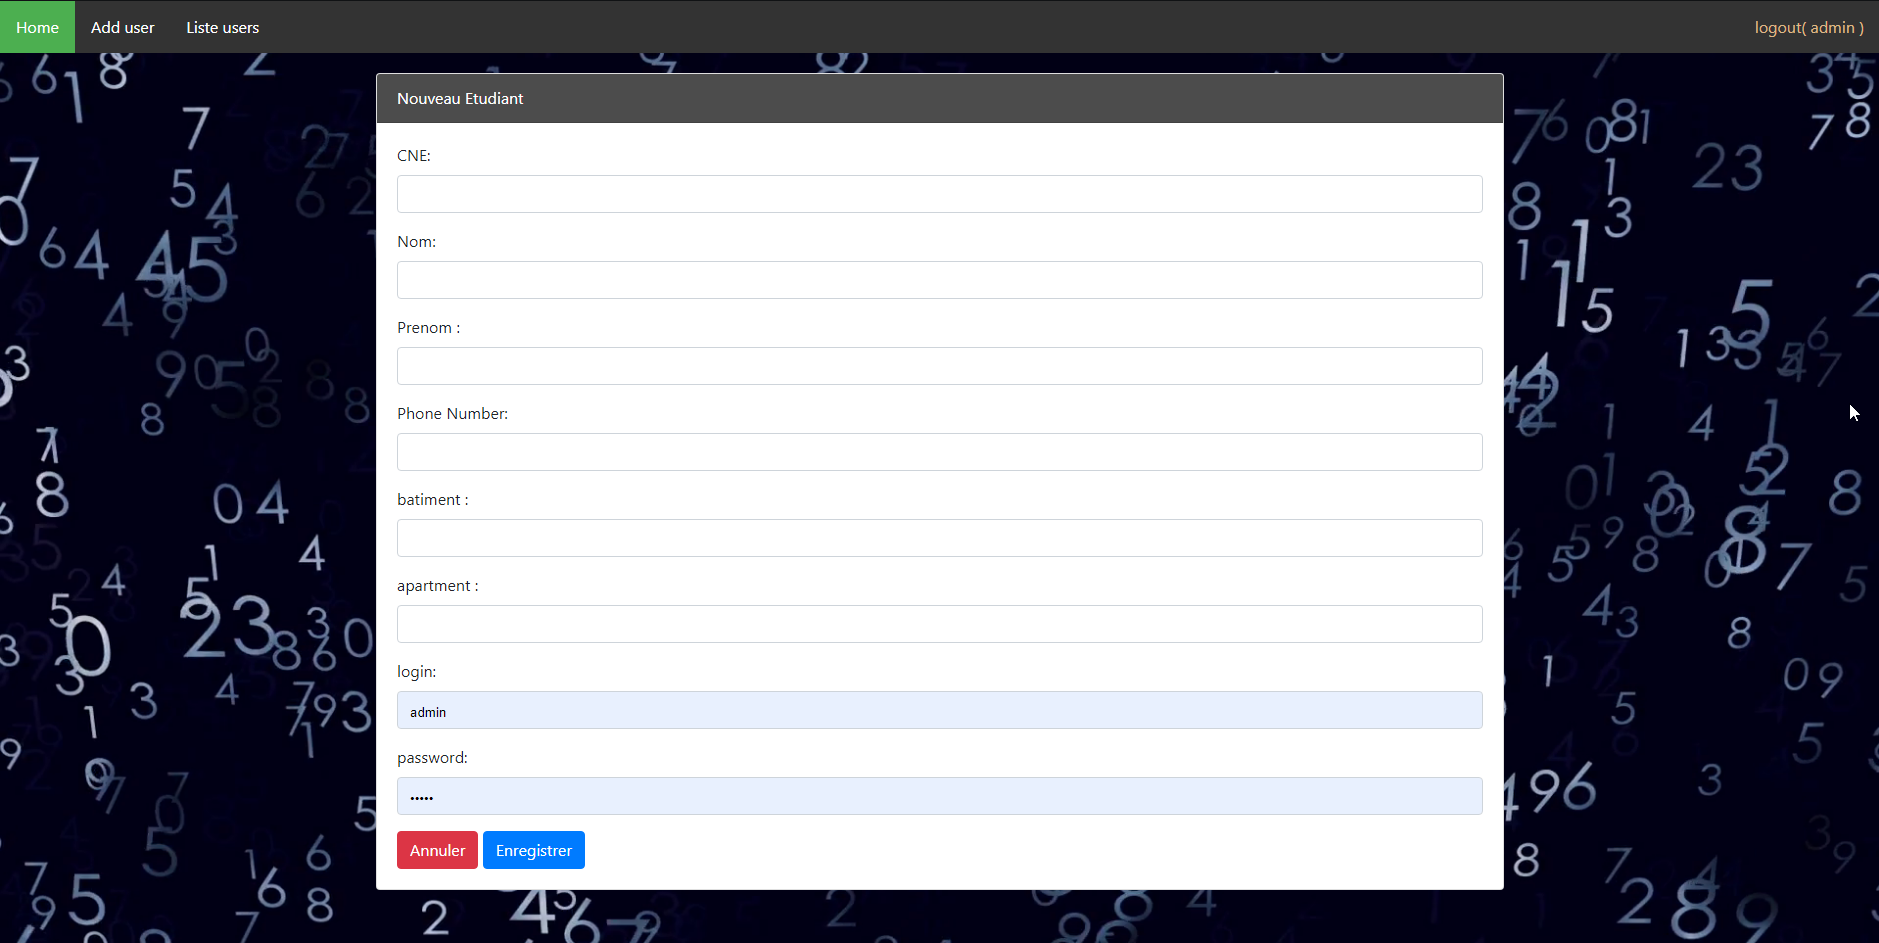 Home Add user Liste users logout( admin )
Nouveau Etudiant
CNE:
Nom:
Prenom :
Phone Number:
batiment :
apartment :
login:
admin
password:
•••••
Annuler Enregistrer